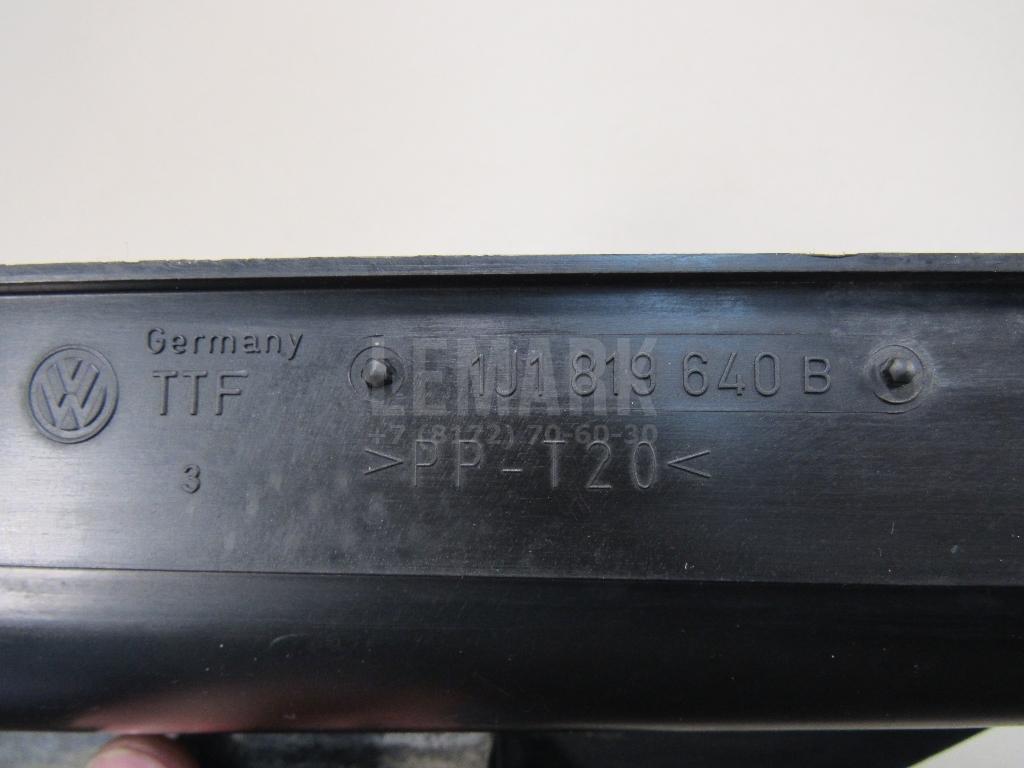 Germany
TTF
1J1 819 640 B
LEMARK
+7 (8172) 70-60-30
3
>PP-T20<